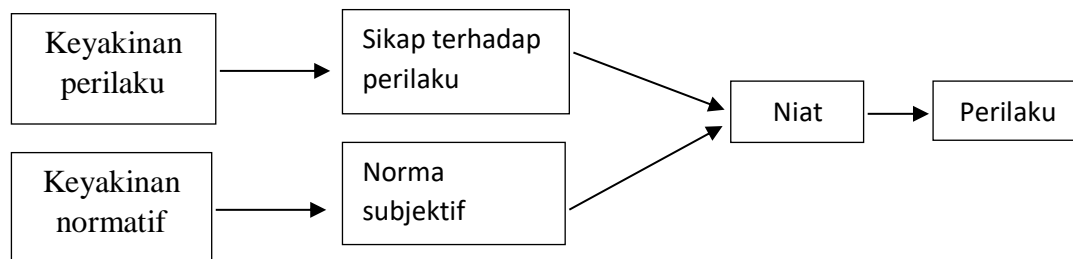 Keyakinan
perilaku
Sikap terhadap
perilaku
Niat
Perilaku
Keyakinan
normatif
Norma
subjektif